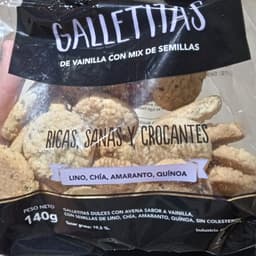 GALLETITAS
DE VAINILLA CON MIX DE SEMILLAS
RICAS, SANAS Y CROCANTES
LINO, CHÍA, AMARANTO, QUÍNOA
PESO NETO
140g
GALLETITAS DULCES CON AVENA SABOR A VAINILLA,
CON SEMILLAS DE LINO, CHÍA, AMARANTO, QUÍNOA, SIN COLESTEROL
Industria